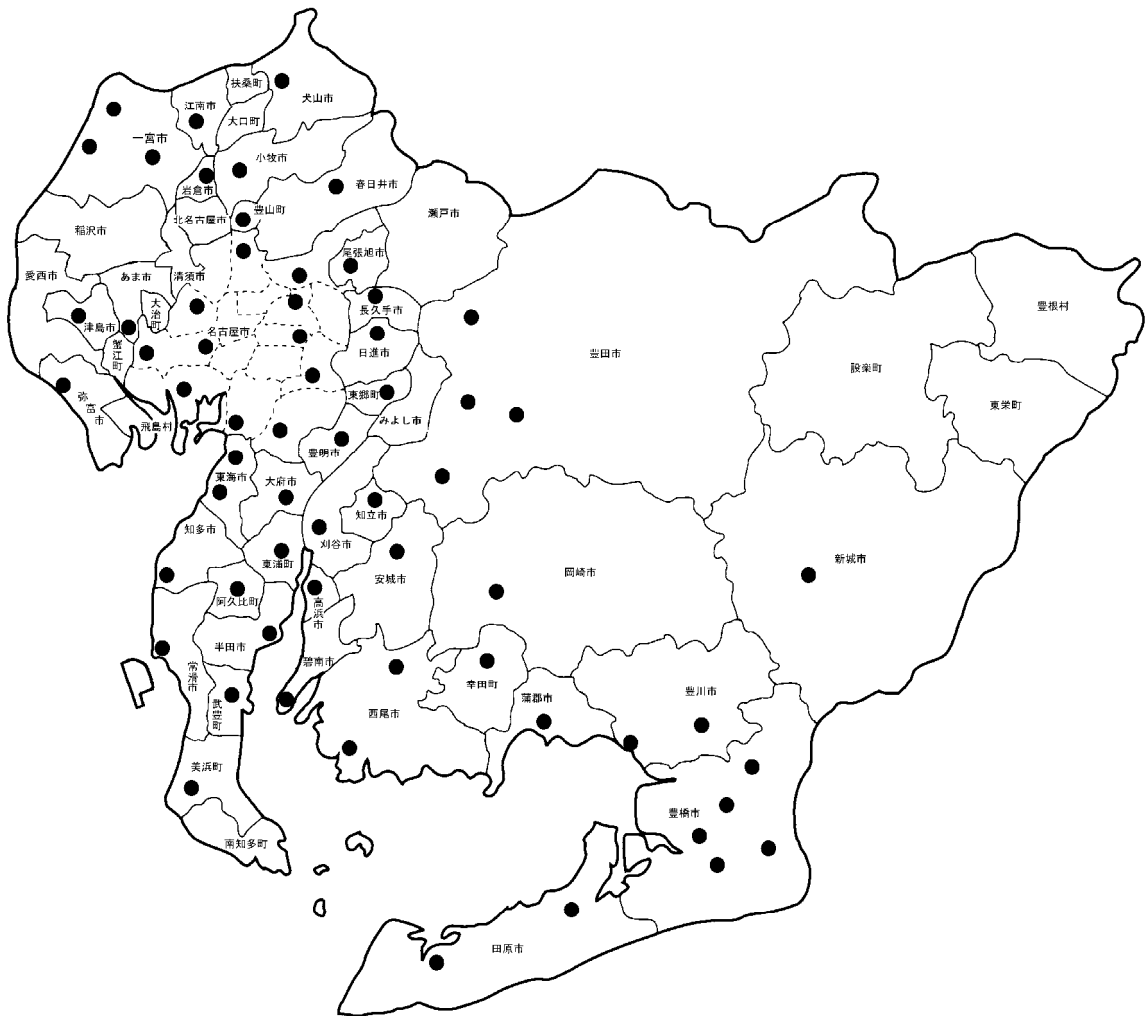 扶桑町
犬山市
江南市
大口町
一宮市
小牧市
岩倉市
春日井市
豊山町
瀬戸市
北名古屋市
稲沢市
尾張旭市
愛西市
あま市
清須市
大治町
長久手市
豊根村
津島市
名古屋市
蟹江町
日進市
豊田市
設楽町
東郷町
弥富市
東栄町
飛島村
みよし市
豊明市
東海市
大府市
知立市
知多市
刈谷市
新城市
東浦町
安城市
岡崎市
阿久比町
高浜市
半田市
碧南市
常滑市
幸田町
豊川市
武豊町
西尾市
蒲郡市
美浜町
豊橋市
南知多町
田原市